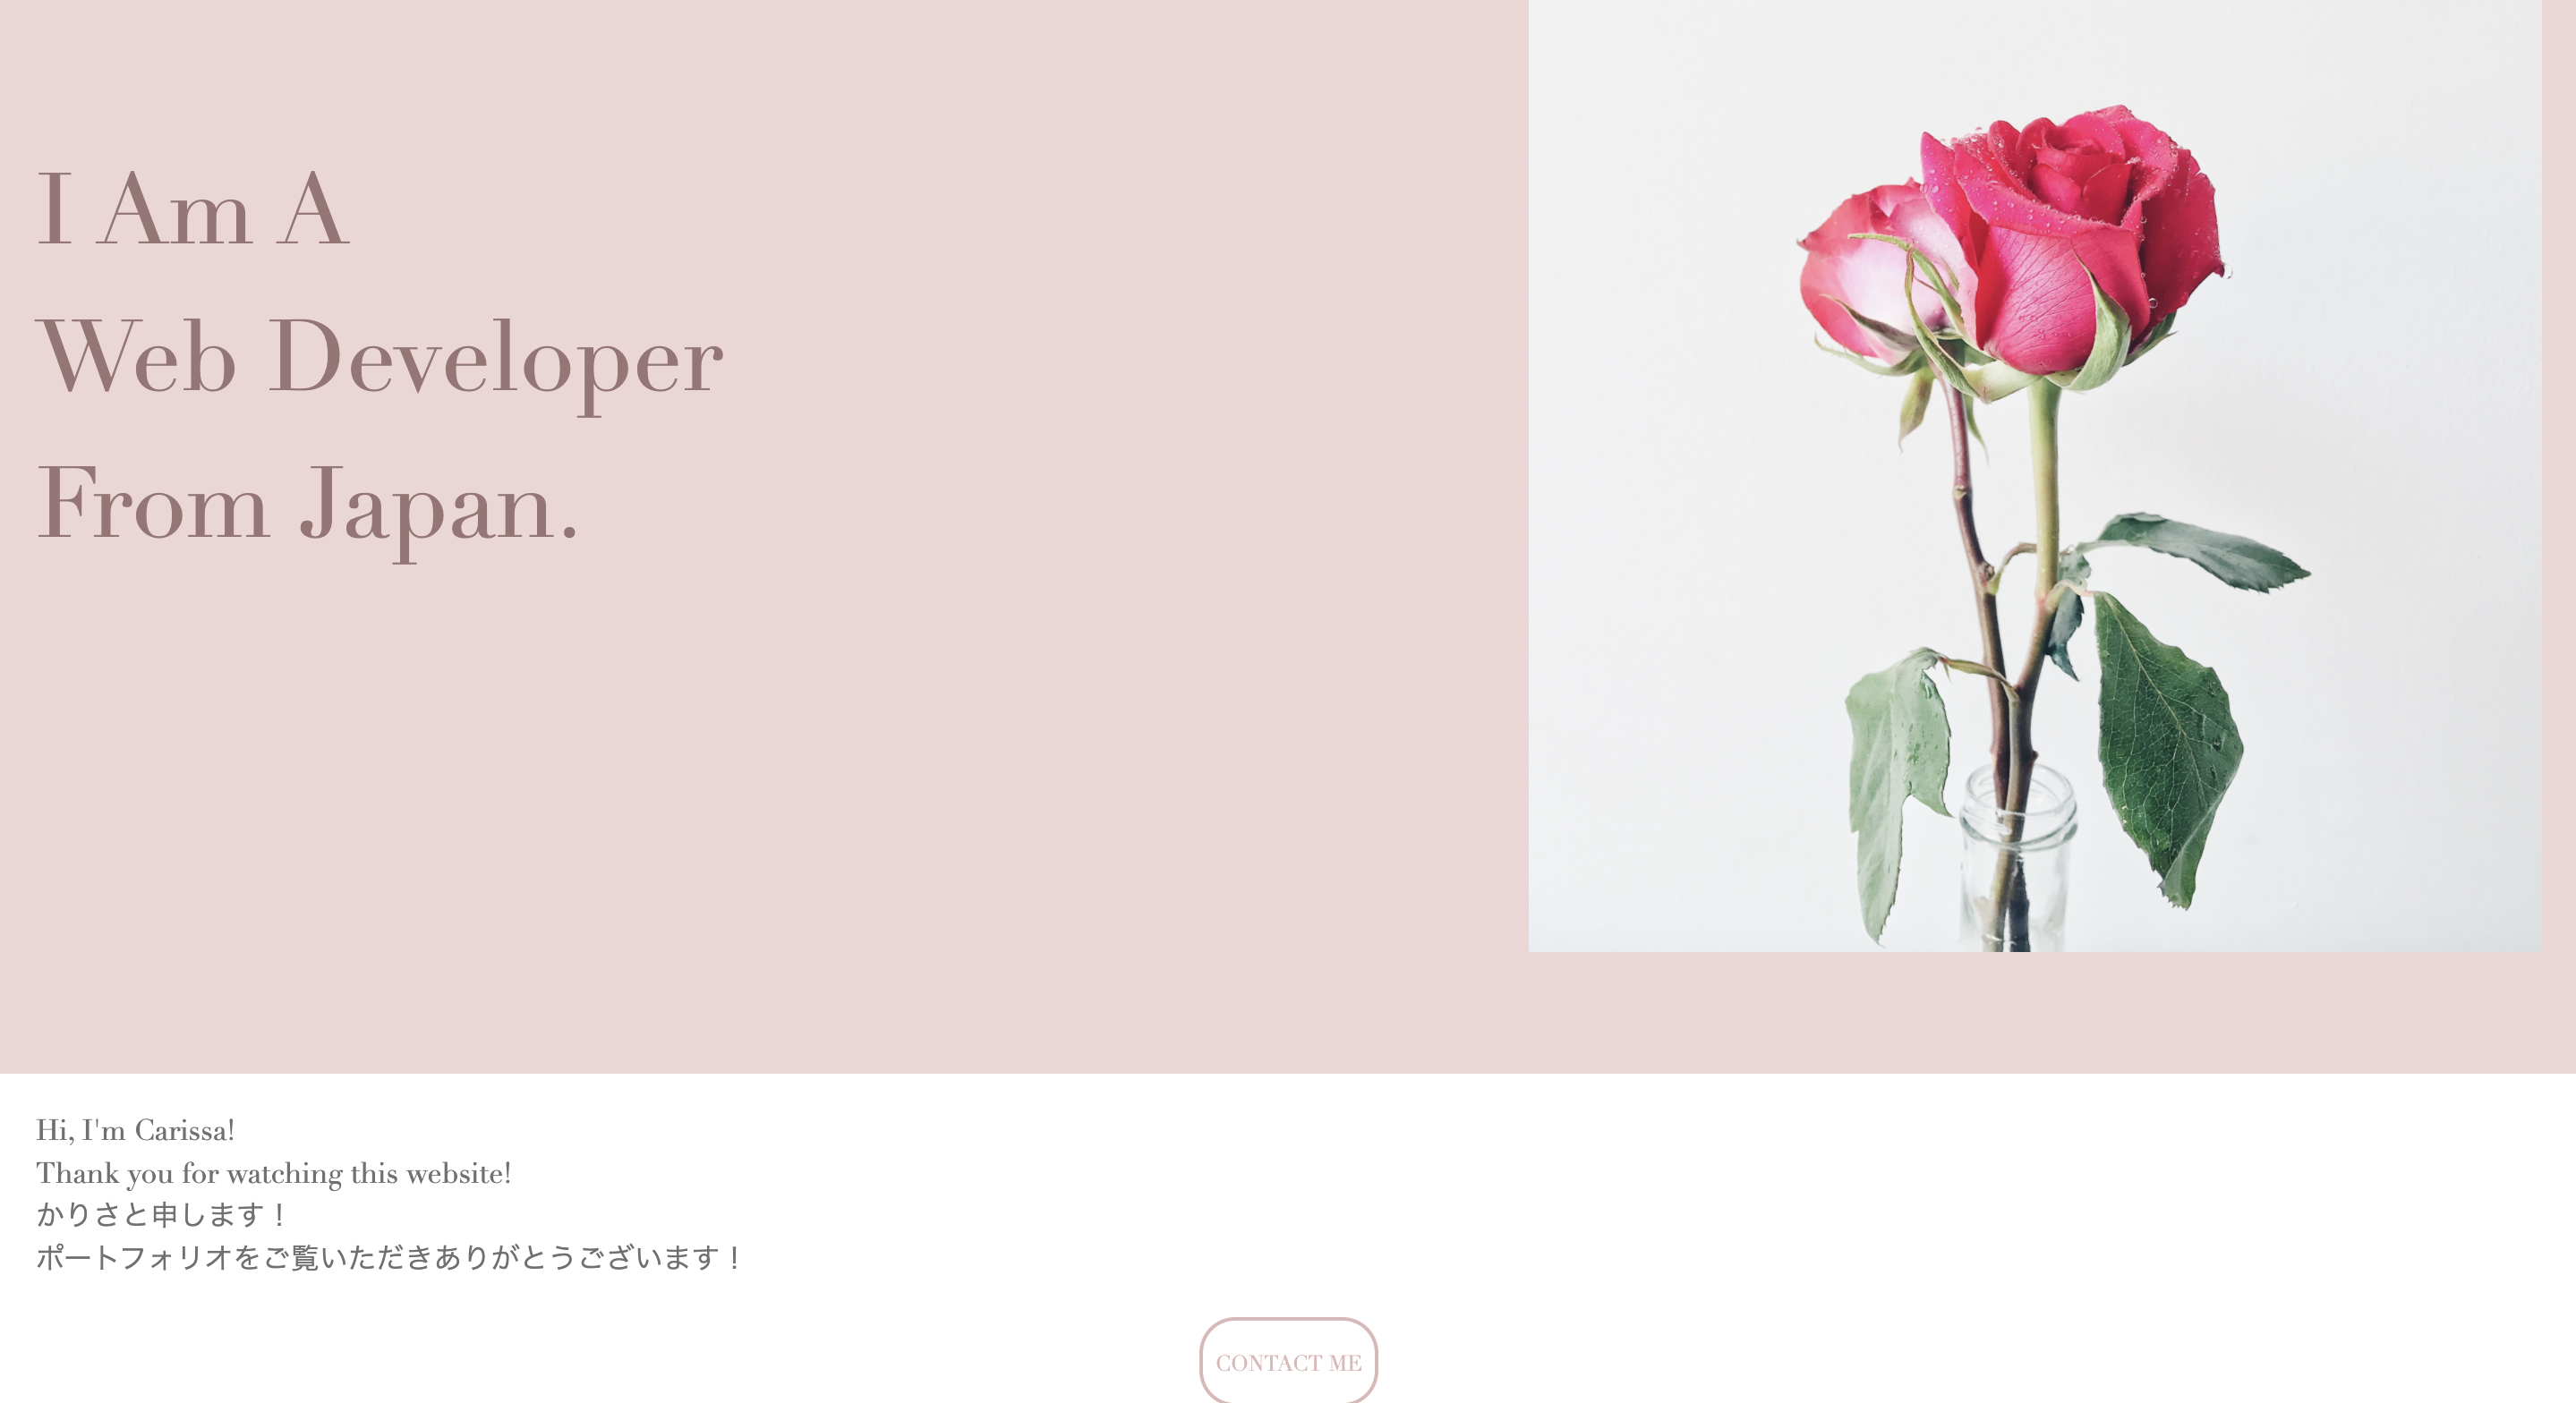 I Am A
Web Developer
From Japan.
Hi, I'm Carissa!
Thank you for watching this website!
かりさと申します！
ポートフォリオをご覧いただきありがとうございます！
CONTACT ME